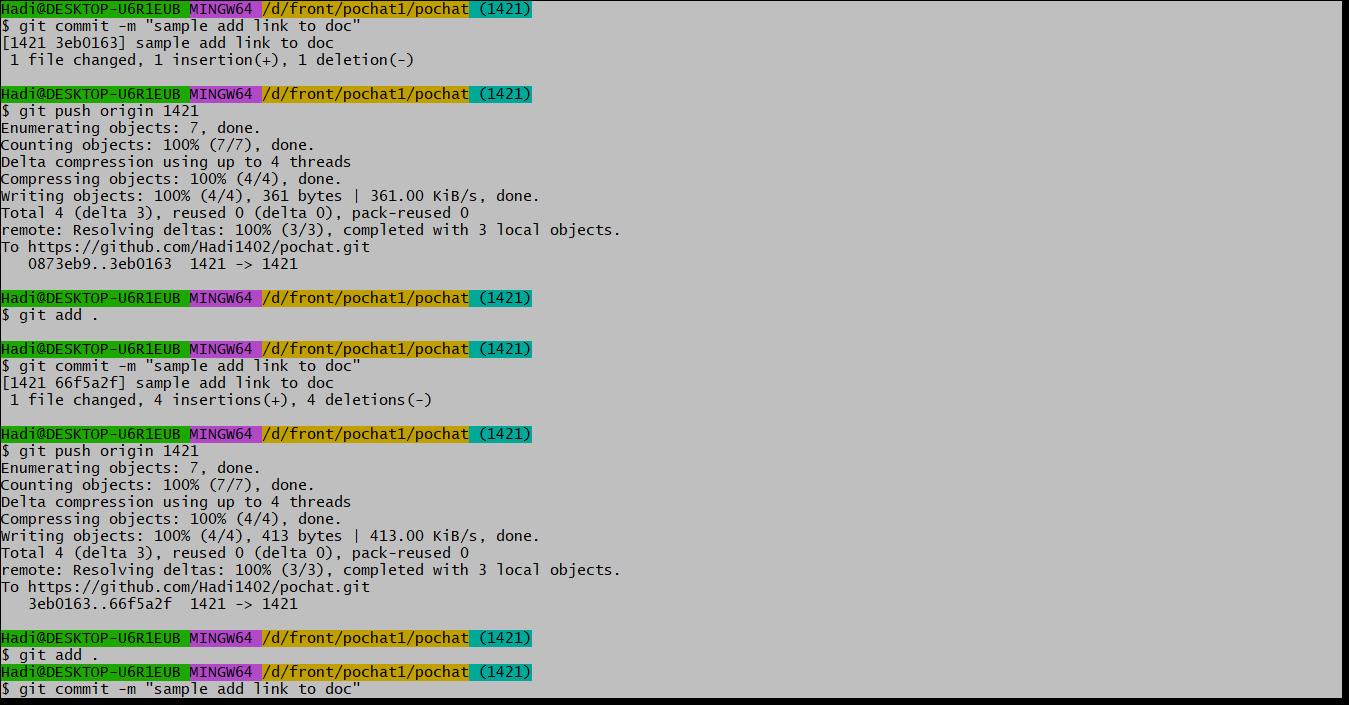 Hadi@DESKTOP-U6R1EUB MINGW64 /d/front/pochat1/pochat (1421)
$ git commit -m "sample add link to doc"
[1421 3eb0163] sample add link to doc
 1 file changed, 1 insertion(+), 1 deletion(-)

Hadi@DESKTOP-U6R1EUB MINGW64 /d/front/pochat1/pochat (1421)
$ git push origin 1421
Enumerating objects: 7, done.
Counting objects: 100% (7/7), done.
Delta compression using up to 4 threads
Compressing objects: 100% (4/4), done.
Writing objects: 100% (4/4), 361 bytes | 361.00 KiB/s, done.
Total 4 (delta 3), reused 0 (delta 0), pack-reused 0
remote: Resolving deltas: 100% (3/3), completed with 3 local objects.
To https://github.com/Hadi1402/pochat.git
   0873eb9..3eb0163  1421 -> 1421

Hadi@DESKTOP-U6R1EUB MINGW64 /d/front/pochat1/pochat (1421)
$ git add .

Hadi@DESKTOP-U6R1EUB MINGW64 /d/front/pochat1/pochat (1421)
$ git commit -m "sample add link to doc"
[1421 66f5a2f] sample add link to doc
 1 file changed, 4 insertions(+), 4 deletions(-)

Hadi@DESKTOP-U6R1EUB MINGW64 /d/front/pochat1/pochat (1421)
$ git push origin 1421
Enumerating objects: 7, done.
Counting objects: 100% (7/7), done.
Delta compression using up to 4 threads
Compressing objects: 100% (4/4), done.
Writing objects: 100% (4/4), 413 bytes | 413.00 KiB/s, done.
Total 4 (delta 3), reused 0 (delta 0), pack-reused 0
remote: Resolving deltas: 100% (3/3), completed with 3 local objects.
To https://github.com/Hadi1402/pochat.git
   3eb0163..66f5a2f  1421 -> 1421

Hadi@DESKTOP-U6R1EUB MINGW64 /d/front/pochat1/pochat (1421)
$ git add .
Hadi@DESKTOP-U6R1EUB MINGW64 /d/front/pochat1/pochat (1421)
$ git commit -m "sample add link to doc"